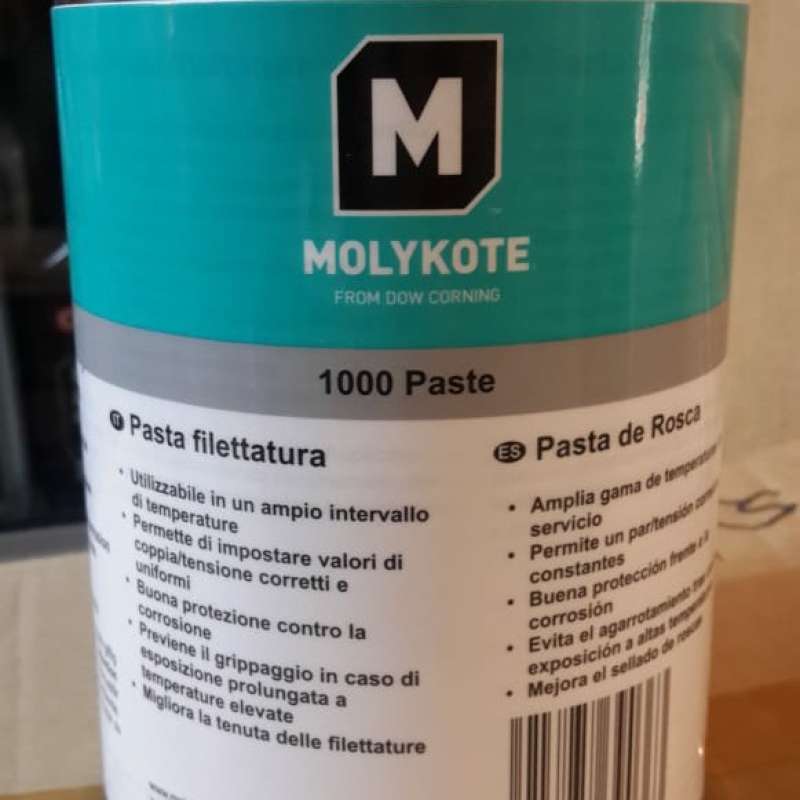 M
MOLYKOTE
FROM DOW CORNING
1000 Paste
IT Pasta filettatura
• Utilizzabile in un ampio intervallo
di temperature
• Permette di impostare valori di
coppia/tensione corretti e
uniformi
• Buona protezione contro la
corrosione
• Previene il grippaggio in caso di
esposizione prolungata a
temperature elevate
• Migliora la tenuta delle filettature
ES Pasta de Rosca
• Amplia gama de
servicio
• Permite un par/tensión
constantes
• Buena protección frente a la
corrosión
• Evita el agarrotamiento
exposición a altas
• Mejora el sellado de